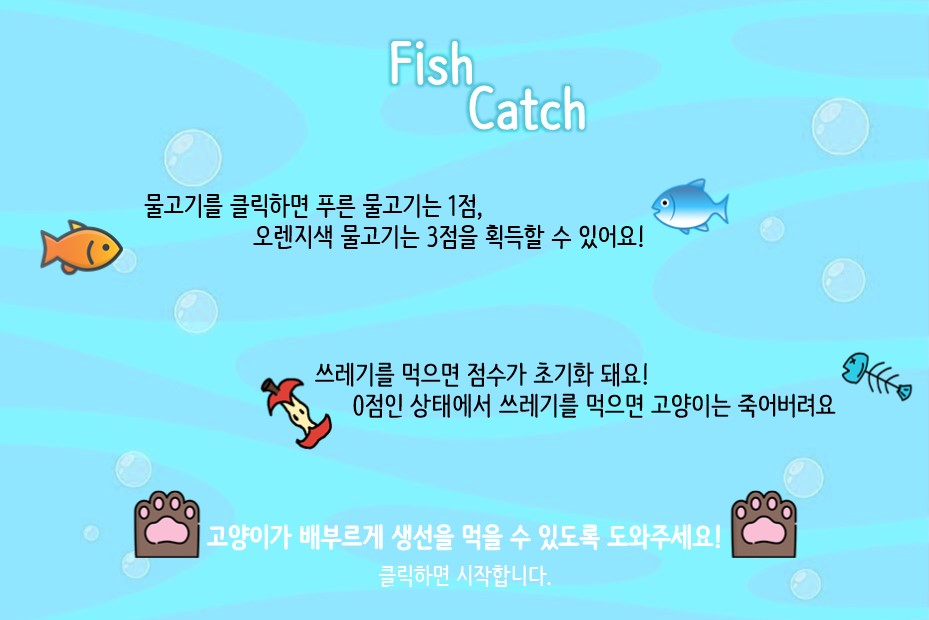 Fish
Catch
물고기를 클릭하면 푸른 물고기는 1점,
오렌지색 물고기는 3점을 획득할 수 있어요!
쓰레기를 먹으면 점수가 초기화 돼요!
0점인 상태에서 쓰레기를 먹으면 고양이는 죽어버려요
고양이가 배부르게 생선을 먹을 수 있도록 도와주세요!
클릭하면 시작합니다.